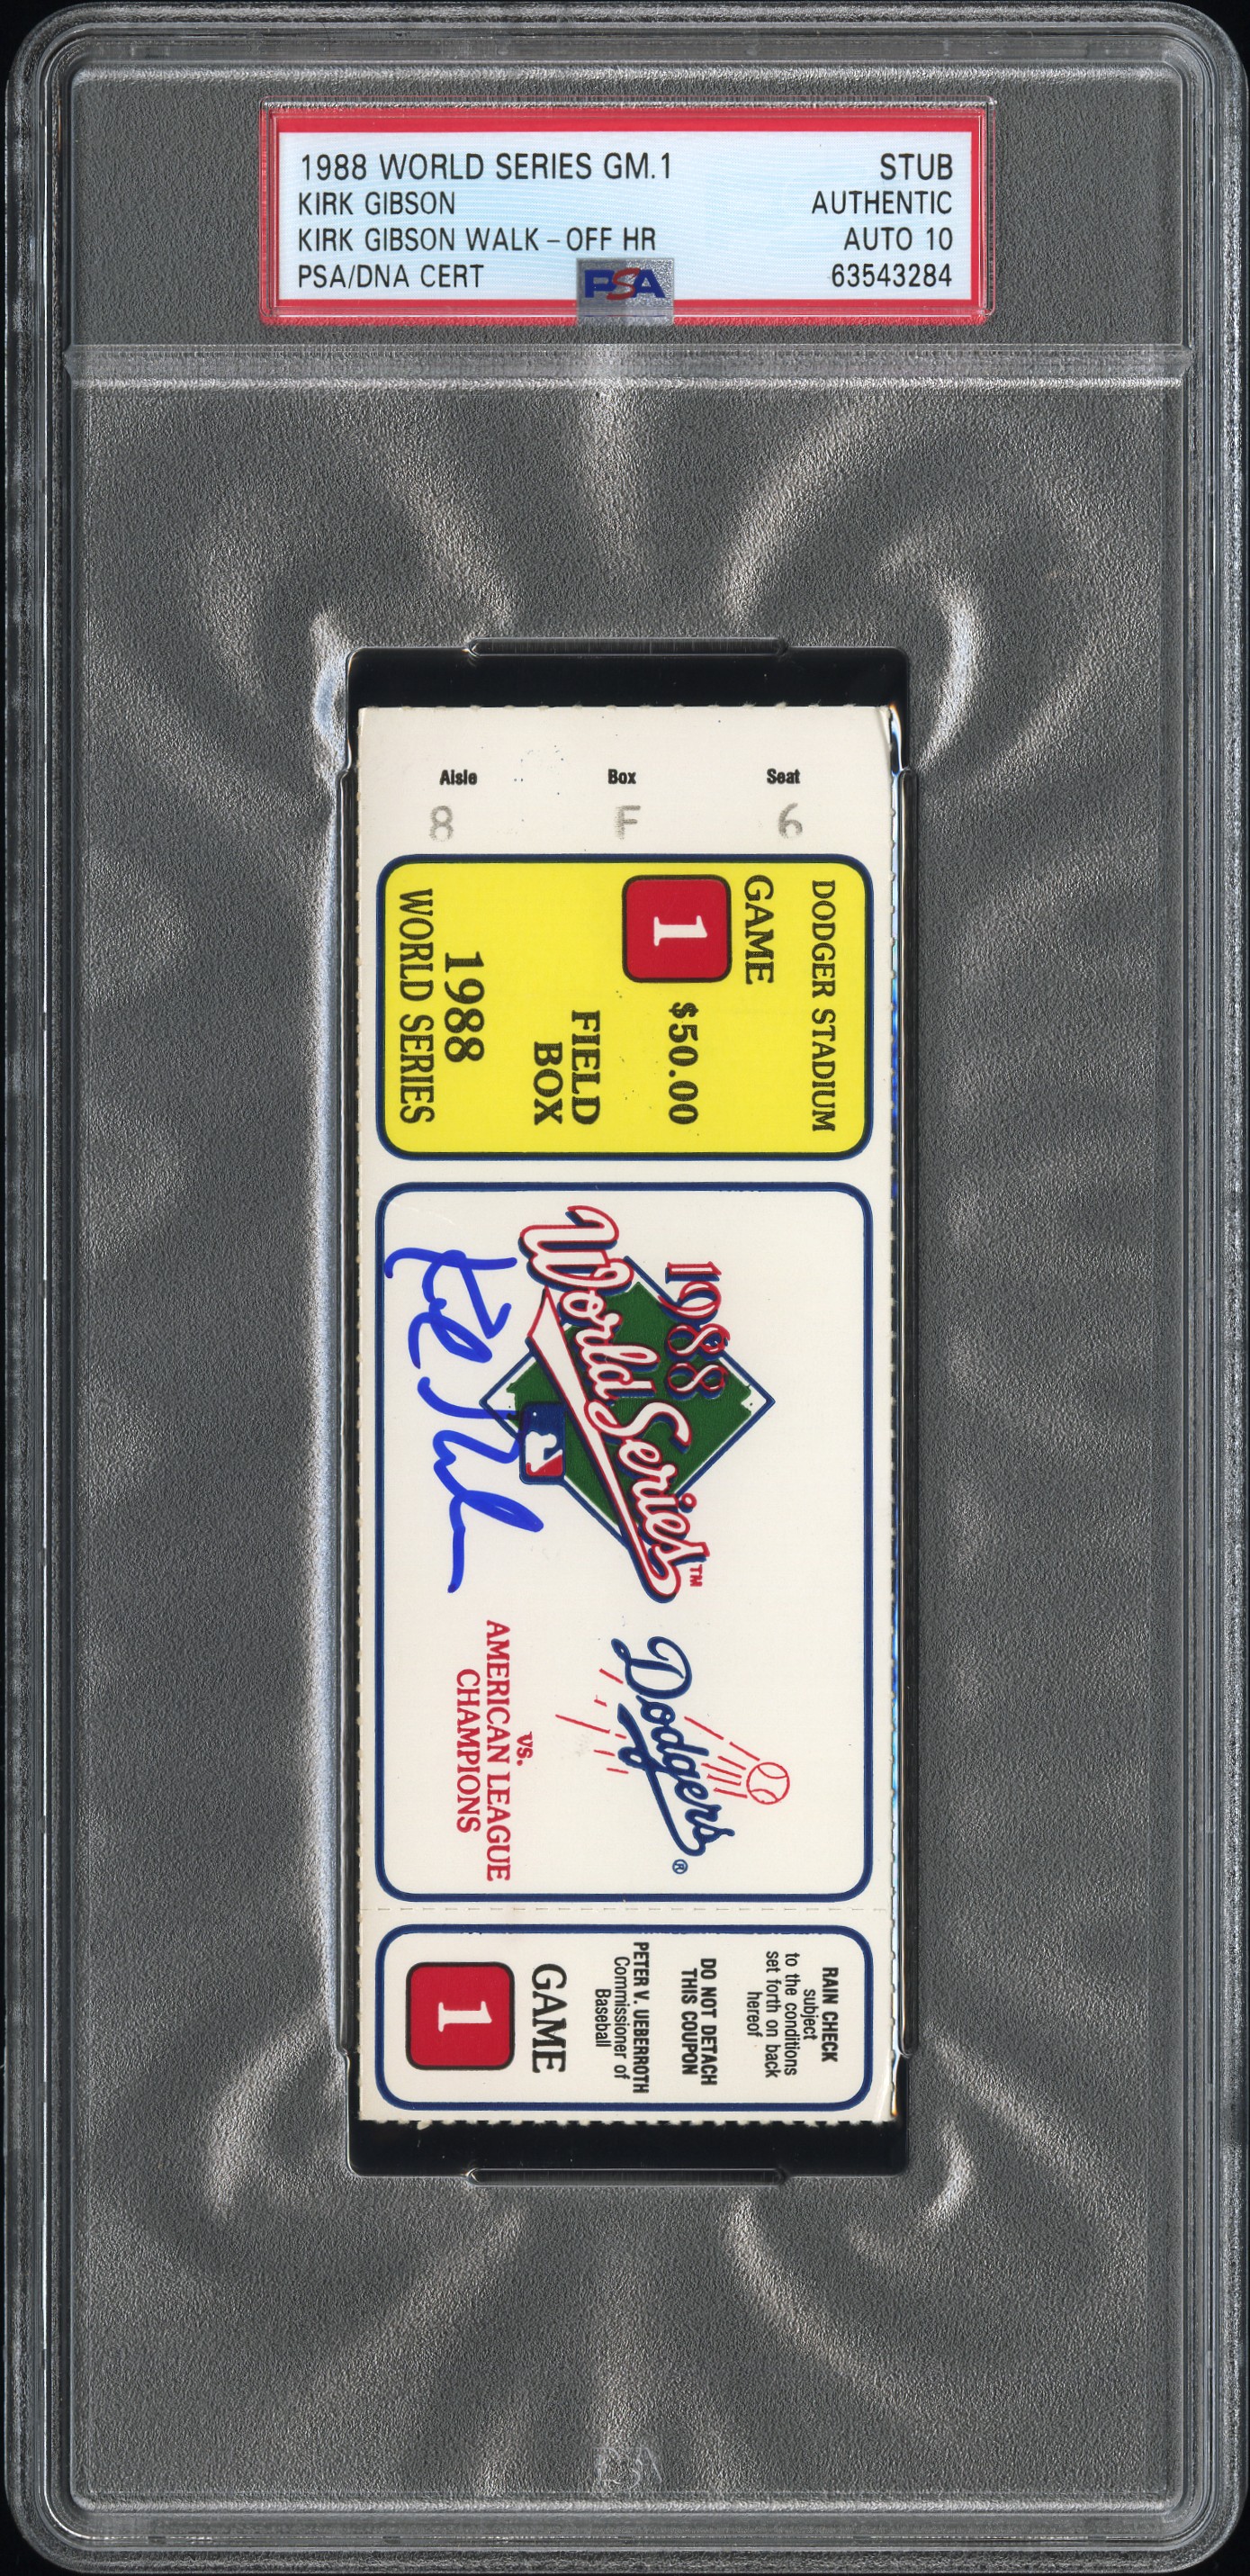 1988 WORLD SERIES GM.1 STUB
KIRK GIBSON AUTHENTIC
KIRK GIBSON WALK-OFF HR AUTO 10
PSA/DNA CERT 63543284
PSA
Aisle Box Seat
8 F 6
DODGER STADIUM
GAME
1 $50.00
FIELD
BOX
1988
WORLD SERIES
1988
World Series™
Dodgers®
vs.
AMERICAN LEAGUE
CHAMPIONS
RAIN CHECK
subject
to the conditions
set forth on back
hereof
DO NOT DETACH
THIS COUPON
PETER V. UEBERROTH
Commissioner of
Baseball
GAME
1
PSA